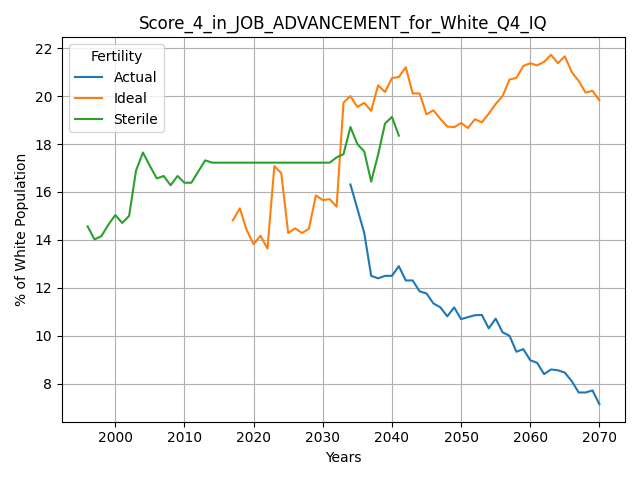 Score_4_in_JOB_ADVANCEMENT_for_White_Q4_IQ
Fertility
Actual
Ideal
Sterile
% of White Population
22
20
18
16
14
12
10
8
2000
2010
2020
2030
2040
2050
2060
2070
Years